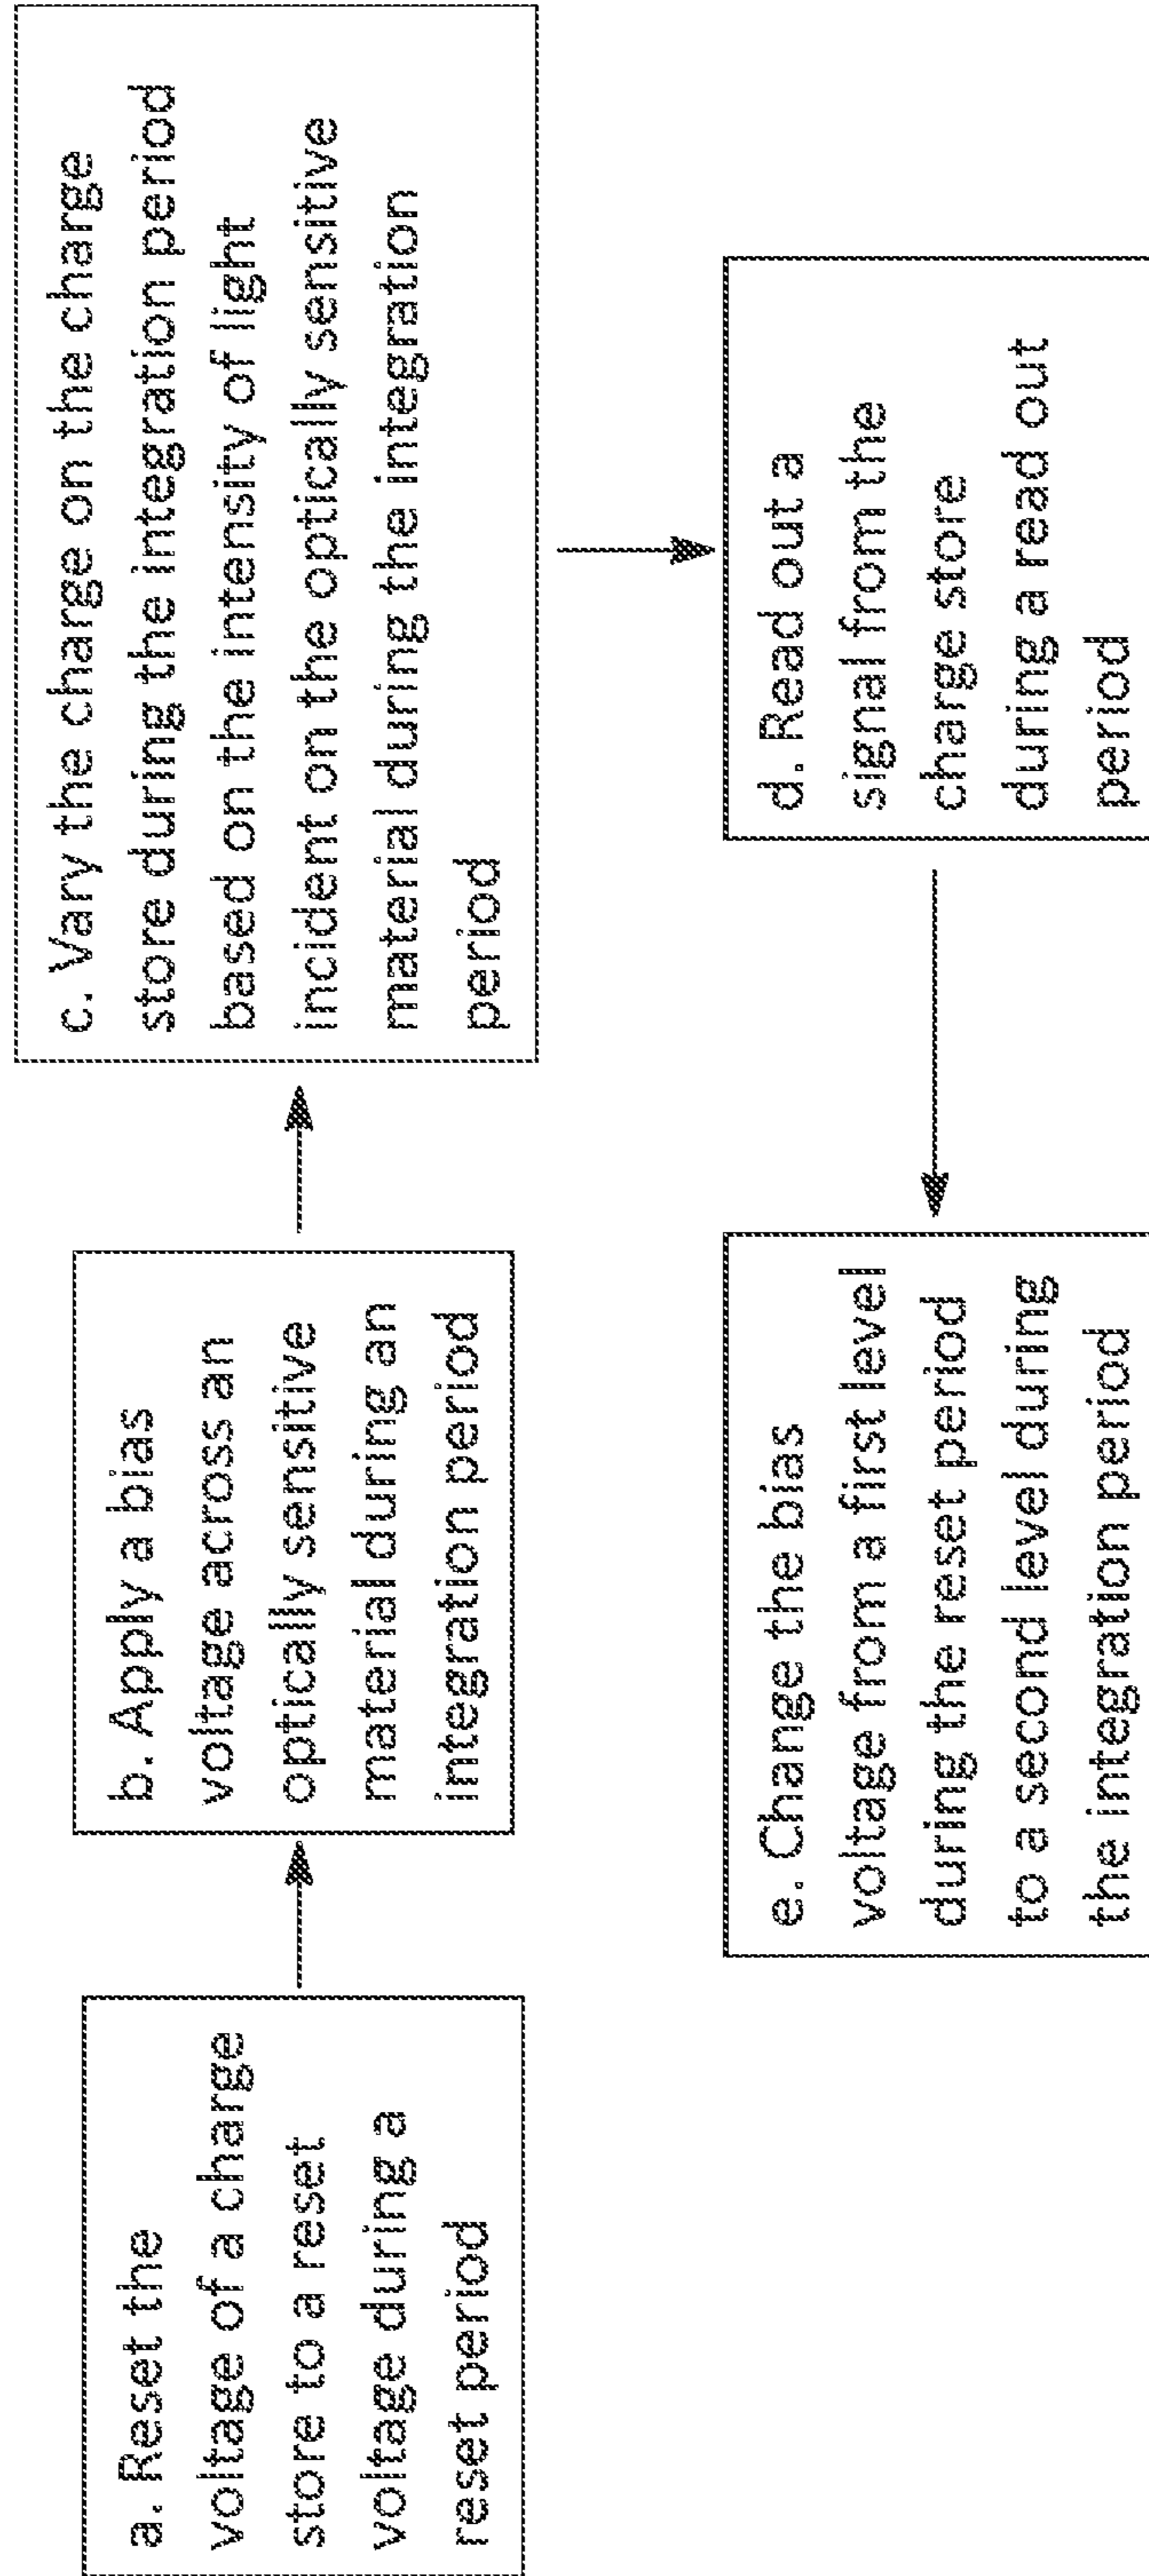 a. Reset the
voltage of a charge
store to a reset
voltage during a
reset period
b. Apply a bias
voltage across an
optically sensitive
material during an
integration period
c. Vary the charge on the charge
store during the integration period
based on the intensity of light
incident on the optically sensitive
material during the integration
period
d. Read out a
signal from the
charge store
during a read out
period
e. Change the bias
voltage from a first level
during the reset period
to a second level during
the integration period